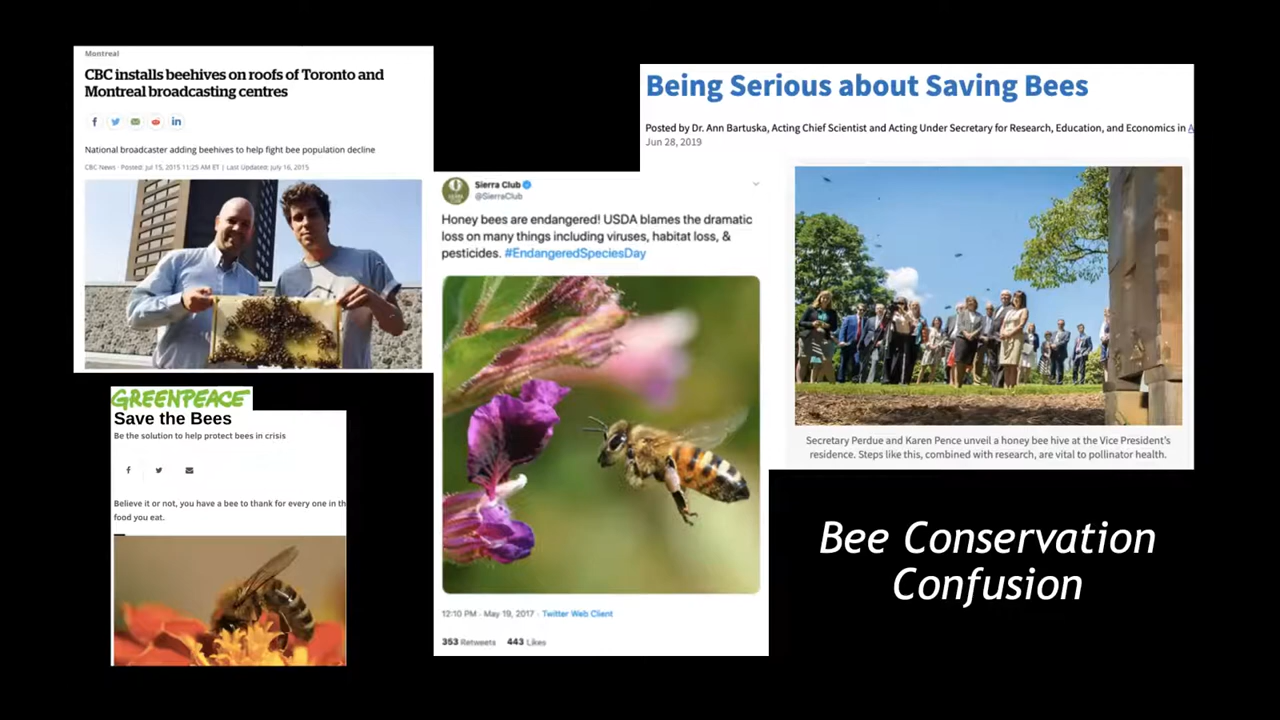 Montreal
CBC installs beehives on roofs of Toronto and
Montreal broadcasting centres
National broadcaster adding beehives to help fight bee population decline
CBC News · Posted: Jul 15, 2015 11:25 AM ET | Last Updated: July 16, 2015
GREENPEACE
Save the Bees
Be the solution to help protect bees in crisis
Believe it or not, you have a bee to thank for every one in th
food you eat.
Sierra Club
@SierraClub
Honey bees are endangered! USDA blames the dramatic
loss on many things including viruses, habitat loss, &
pesticides. #EndangeredSpeciesDay
12:10 PM · May 19, 2017 · Twitter Web Client
353 Retweets 443 Likes
Being Serious about Saving Bees
Posted by Dr. Ann Bartuska, Acting Chief Scientist and Acting Under Secretary for Research, Education, and Economics in A
Jun 28, 2019
Secretary Perdue and Karen Pence unveil a honey bee hive at the Vice President's
residence. Steps like this, combined with research, are vital to pollinator health.
Bee Conservation
Confusion